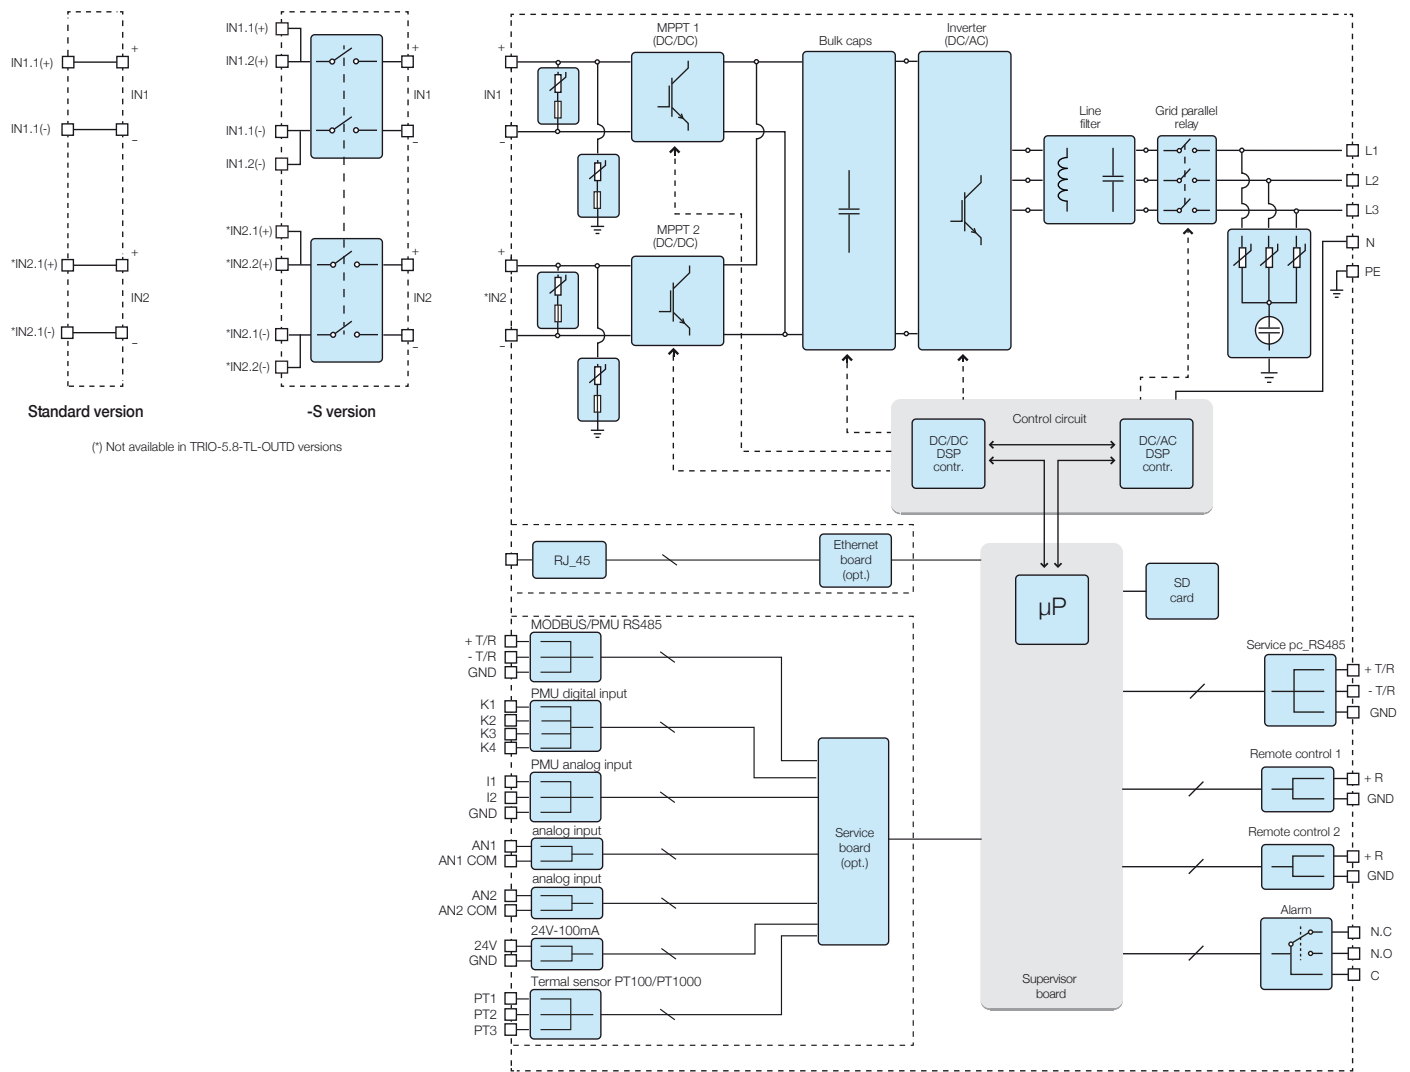 IN1.1(+)
+
IN1
IN1.1(-)
–
*IN2.1(+)
+
IN2
*IN2.1(-)
–
Standard version
IN1.1(+)
IN1.2(+)
+
IN1
IN1.1(-)
–
IN1.2(-)
*IN2.1(+)
*IN2.2(+)
+
IN2
*IN2.1(-)
–
*IN2.2(-)
-S version
(*) Not available in TRIO-5.8-TL-OUTD versions
+
IN1
–
+
*IN2
–
MPPT 1
(DC/DC)
MPPT 2
(DC/DC)
Bulk caps
Inverter
(DC/AC)
Line
filter
Grid parallel
relay
L1
L2
L3
N
PE
Control circuit
DC/DC
DSP
contr.
DC/AC
DSP
contr.
RJ_45
Ethernet
board
(opt.)
µP
SD
card
MODBUS/PMU RS485
+ T/R
- T/R
GND
PMU digital input
K1
K2
K3
K4
PMU analog input
I1
I2
GND
analog input
AN1
AN1 COM
analog input
AN2
AN2 COM
24V-100mA
24V
GND
Termal sensor PT100/PT1000
PT1
PT2
PT3
Service
board
(opt.)
Supervisor
board
Service pc_RS485
+ T/R
- T/R
GND
Remote control 1
+ R
GND
Remote control 2
+ R
GND
Alarm
N.C
N.O
C